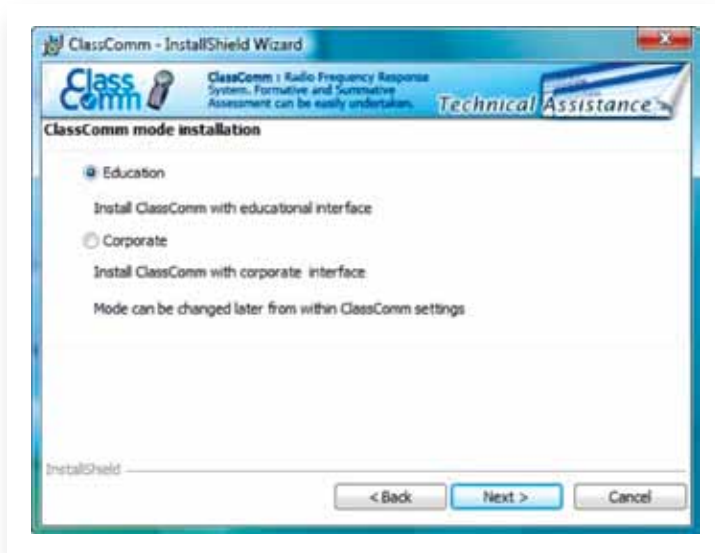 ClassComm - InstallShield Wizard
Class
Comm
ClassComm : Radio Frequency Response
System. Formative and Summative
Assessment can be easily undertaken.
Technical Assistance
ClassComm mode installation
Education
Install ClassComm with educational interface
Corporate
Install ClassComm with corporate interface
Mode can be changed later from within ClassComm settings
InstallShield
< Back
Next >
Cancel